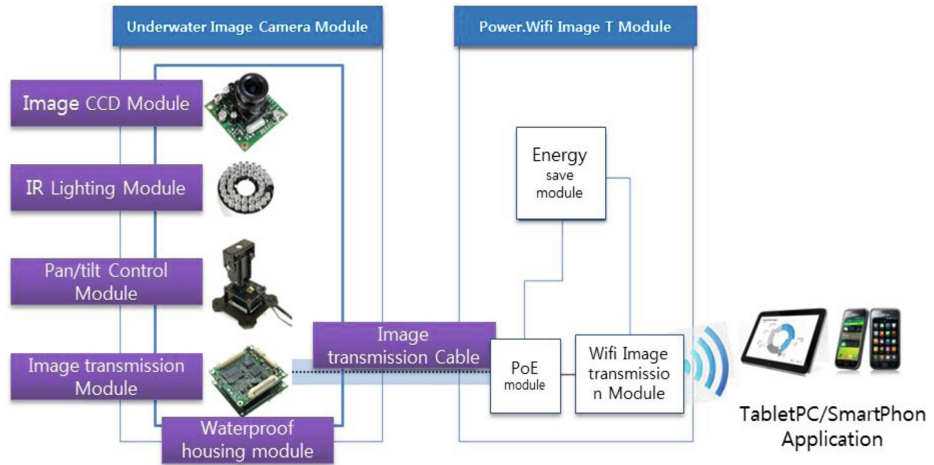 Underwater Image Camera Module
Power.Wifi Image T Module
Image CCD Module
IR Lighting Module
Pan/tilt Control
Module
Image transmission
Module
Waterproof
housing module
Image
transmission Cable
Energy
save
module
PoE
module
Wifi Image
transmissio
n Module
TabletPC/SmartPhon
Application